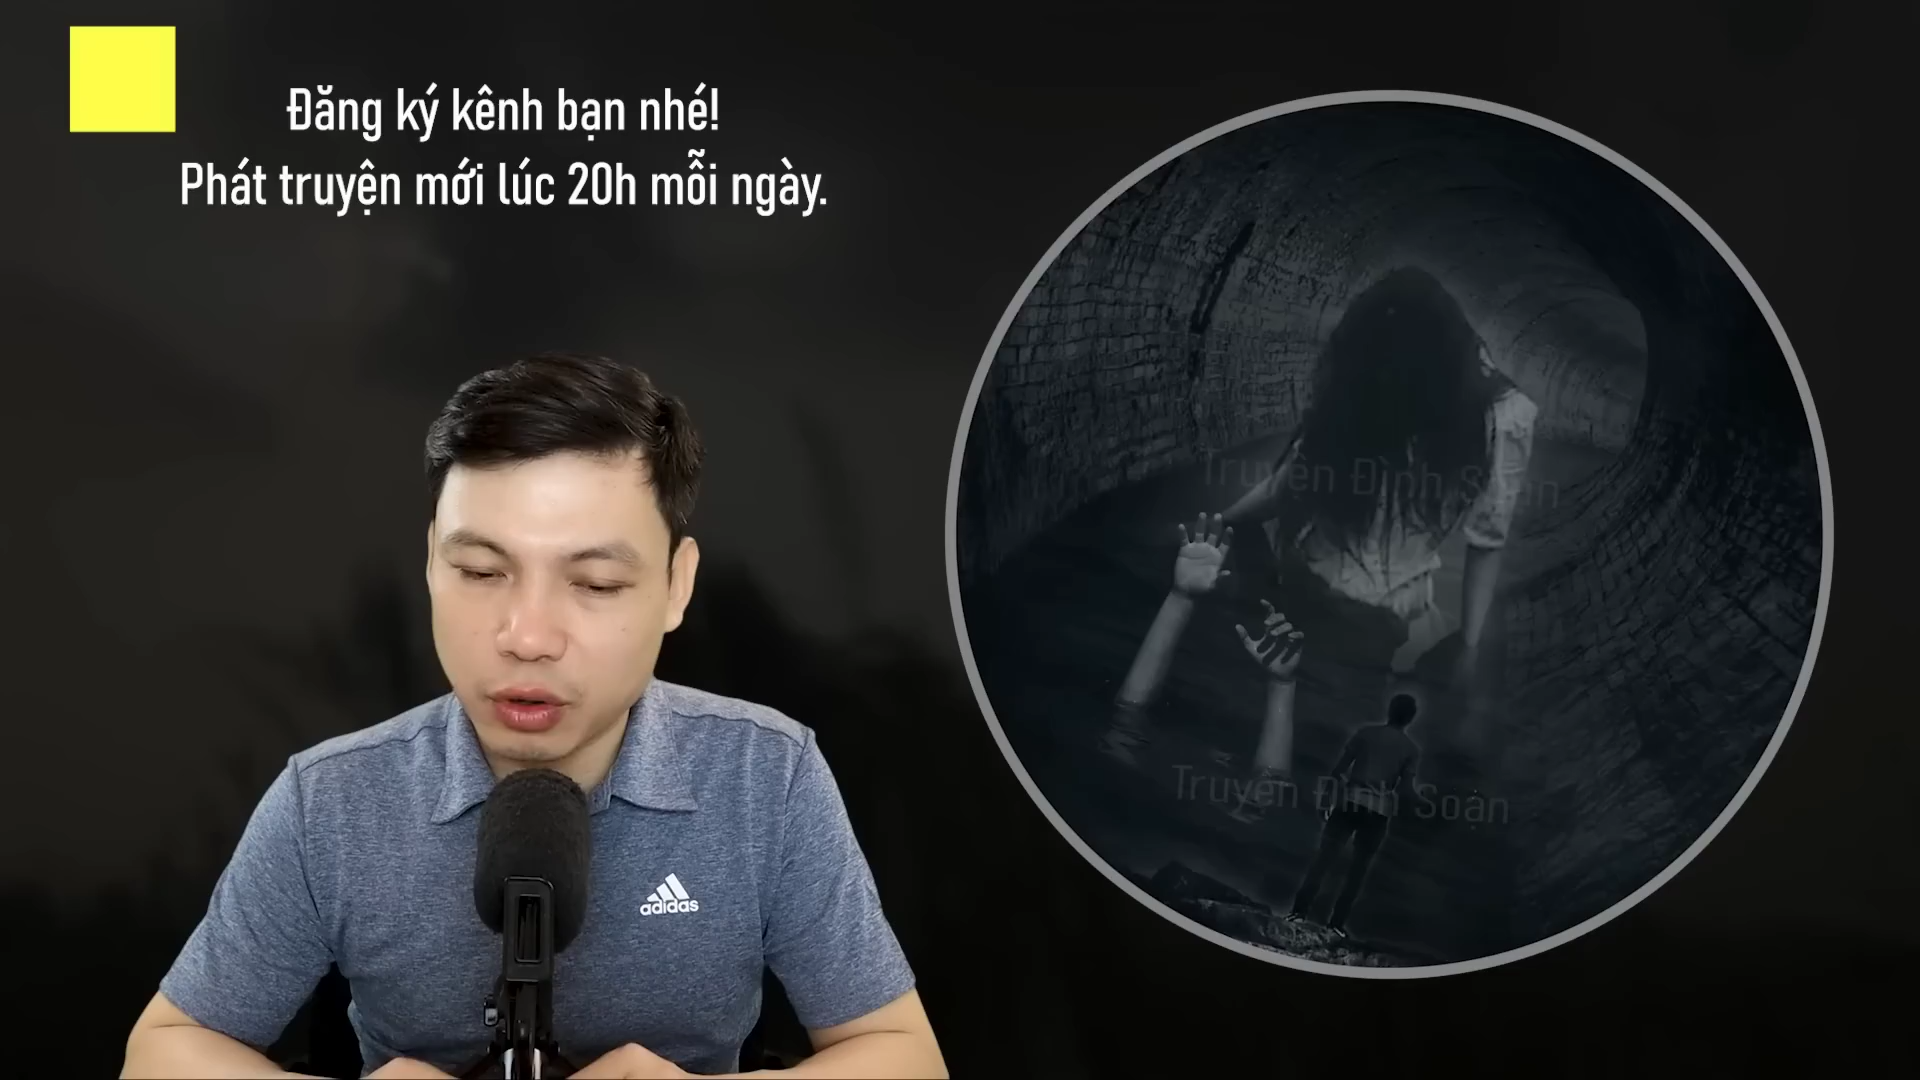 Đăng ký kênh bạn nhé!
Phát truyện mới lúc 20h mỗi ngày.
Truyện Đình Soạn
Truyện Đình Soạn
adidas